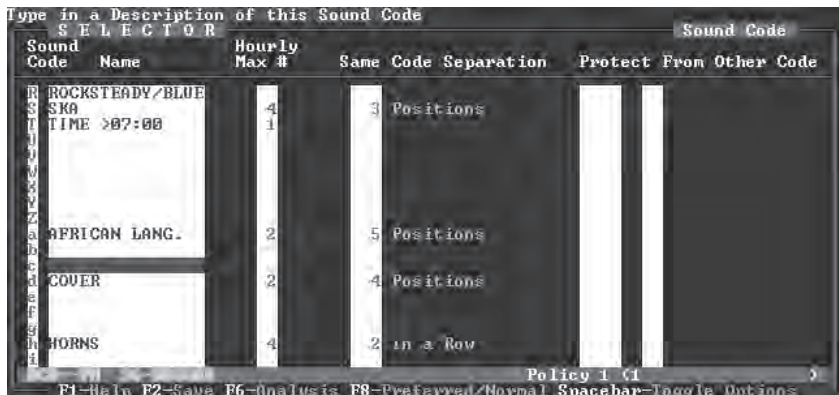 Type in a Description of this Sound Code
SELECTOR Sound Code
Sound Hourly
Code Name Max # Same Code Separation Protect From Other Code
R ROCKSTEADY/BLUE
S SKA 4 3 Positions
T TIME >07:00 1
U
V
W
X
Y
Z
a AFRICAN LANG. 2 5 Positions
b
c
d COVER 2 4 Positions
e
f
g
h HORNS 4 2 in a Row
i
Policy 1 (1 )
F1-Help F2-Save F6-Analysis F8-Preferred/Normal Spacebar-Toggle Options